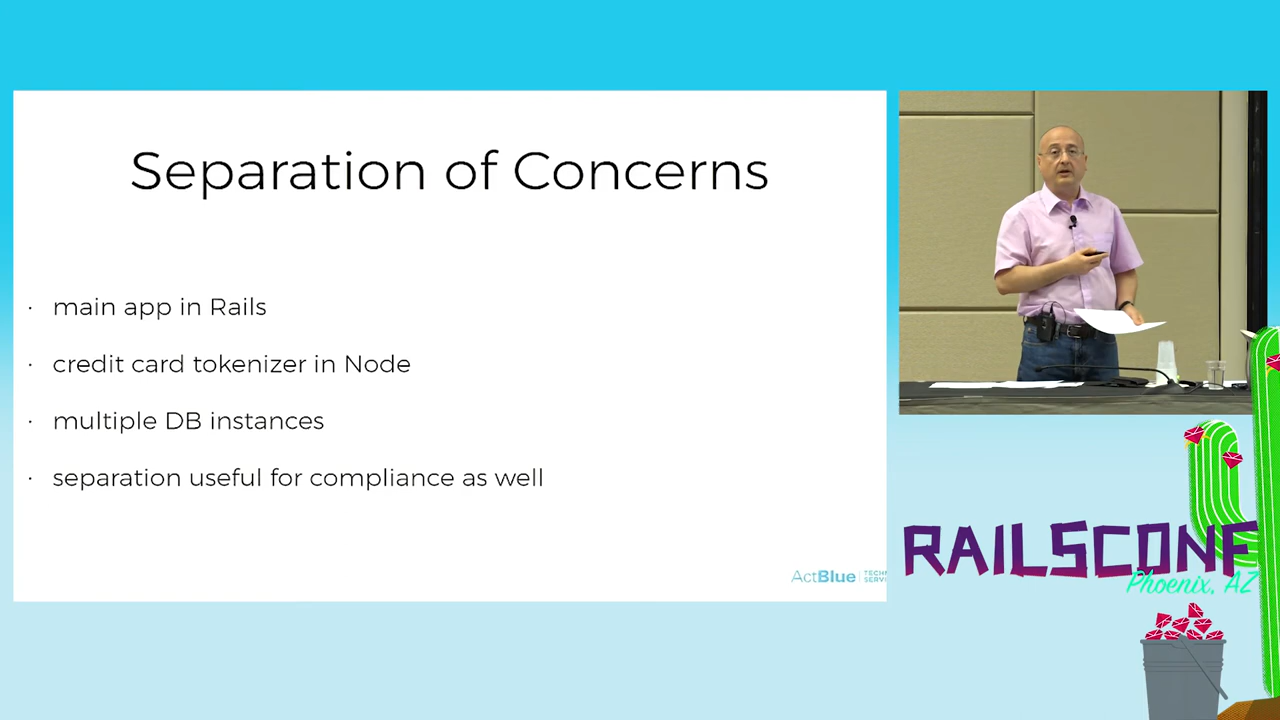 Separation of Concerns
· main app in Rails
· credit card tokenizer in Node
· multiple DB instances
· separation useful for compliance as well
ActBlue
RAILSCONF
Phoenix, AZ